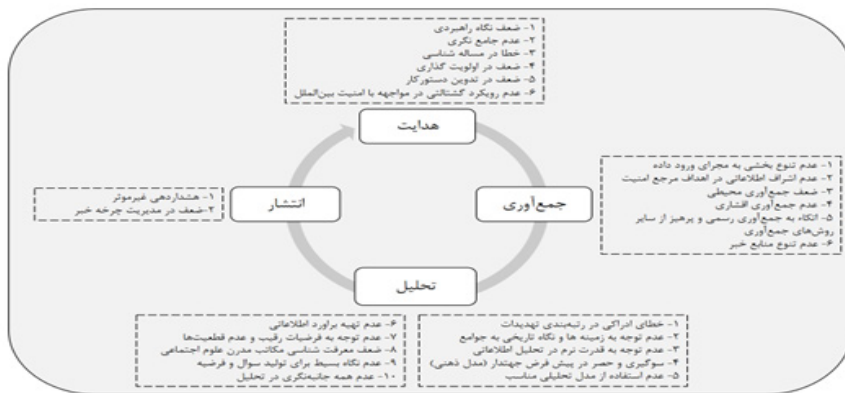 ۱- ضعف نگاه راهبردی
۲- عدم جامع نگری
۳- خطا در مساله شناسی
۴- ضعف در اولویت گذاری
۵- ضعف در تدوین دستورکار
۶- عدم رویکرد گشتالتی در مواجهه با امنیت بین‌الملل
هدایت
۱- عدم تنوع بخشی به مجرای ورود داده
۲- عدم اشراف اطلاعاتی در اهداف مرجع امنیت
۳- ضعف جمع‌آوری محیطی
۴- عدم جمع‌آوری اقشاری
۵- اتکاء به جمع‌آوری رسمی و پرهیز از سایر
روش‌های جمع‌آوری
۶- عدم تنوع منابع خبر
جمع‌آوری
انتشار
۱- هشداردهی غیرموثر
۲-ضعف در مدیریت چرخه خبر
تحلیل
۱- خطای ادراکی در رتبه‌بندی تهدیدات
۲- عدم توجه به زمینه ها و نگاه تاریخی به جوامع
۳- عدم توجه به قدرت نرم در تحلیل اطلاعاتی
۴- سوگیری و حصر در پیش فرض جهتدار (مدل ذهنی)
۵- عدم استفاده از مدل تحلیلی مناسب
۶- عدم تهیه براورد اطلاعاتی
۷- عدم توجه به فرضیات رقیب و عدم قطعیت‌ها
۸- ضعف معرفت شناسی مکاتب مدرن علوم اجتماعی
۹- عدم نگاه بسیط برای تولید سوال و فرضیه
۱۰- عدم همه جانبه‌نگری در تحلیل